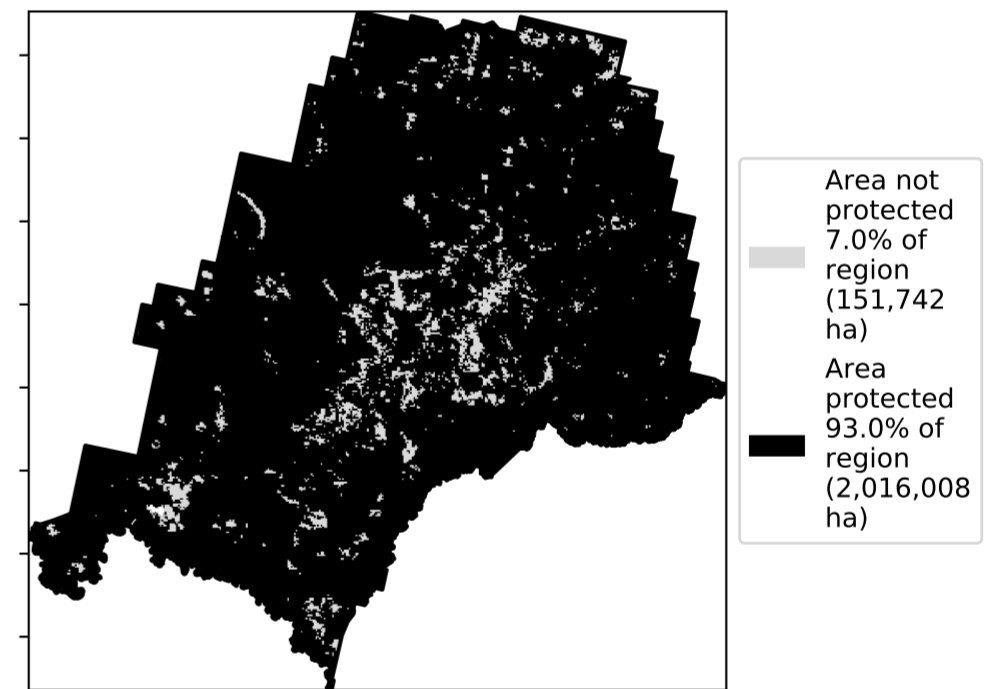 Area not
protected
7.0% of
region
(151,742
ha)
Area
protected
93.0% of
region
(2,016,008
ha)